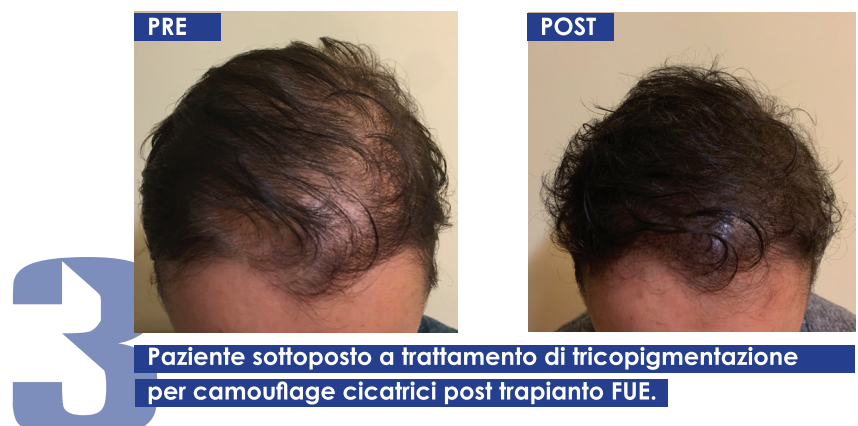 PRE
POST
3
Paziente sottoposto a trattamento di tricopigmentazione
per camouflage cicatrici post trapianto FUE.